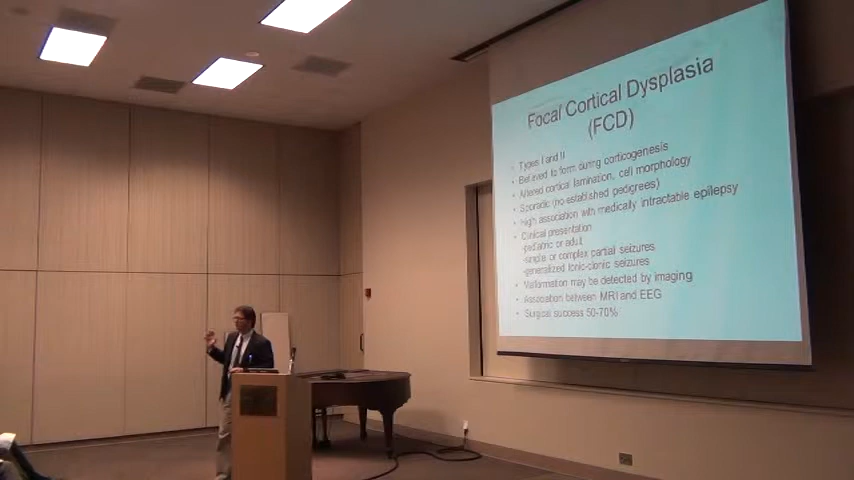 Focal Cortical Dysplasia
(FCD)
• Types I and II
• Believed to form during corticogenesis
• Altered cortical lamination, cell morphology
• Sporadic (no established pedigrees)
• High association with medically intractable epilepsy
• Clinical presentation
-pediatric or adult
-simple or complex partial seizures
-generalized tonic-clonic seizures
• Malformation may be detected by imaging
• Association between MRI and EEG
• Surgical success 50-70%